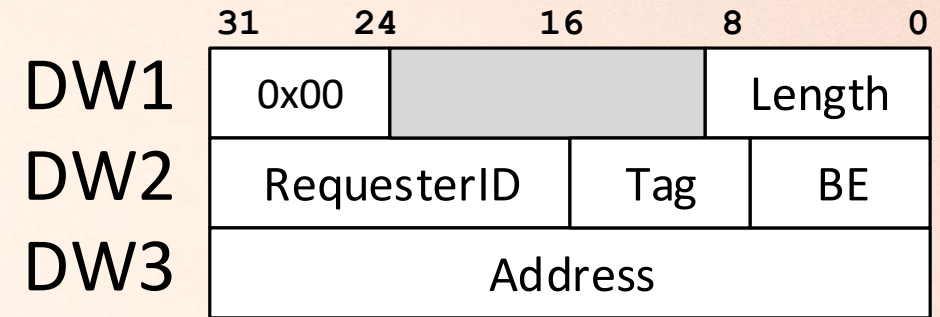 31 24 16 8 0
DW1 0x00 Length
DW2 RequesterID Tag BE
DW3 Address